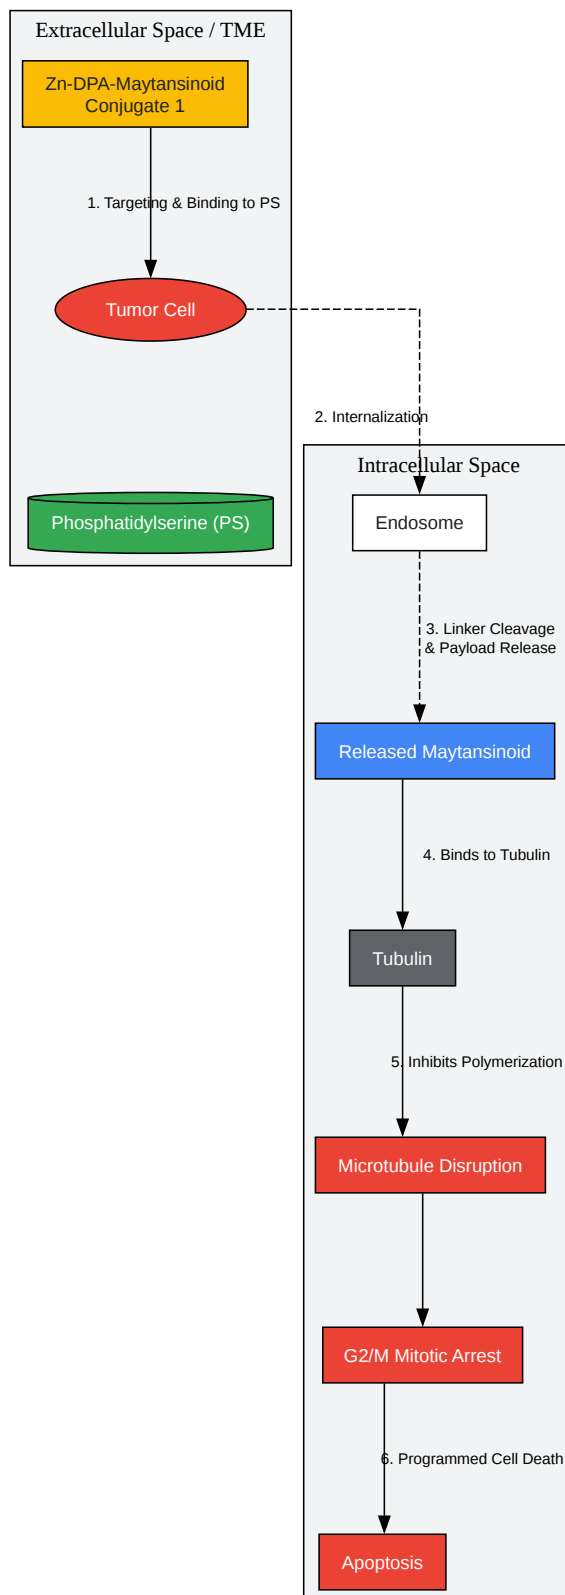 Extracellular Space / TME
Zn-DPA-Maytansinoid
Conjugate 1
1. Targeting & Binding to PS
Tumor Cell
2. Internalization
Intracellular Space
Phosphatidylserine (PS)
Endosome
3. Linker Cleavage
& Payload Release
Released Maytansinoid
4. Binds to Tubulin
Tubulin
5. Inhibits Polymerization
Microtubule Disruption
G2/M Mitotic Arrest
6. Programmed Cell Death
Apoptosis